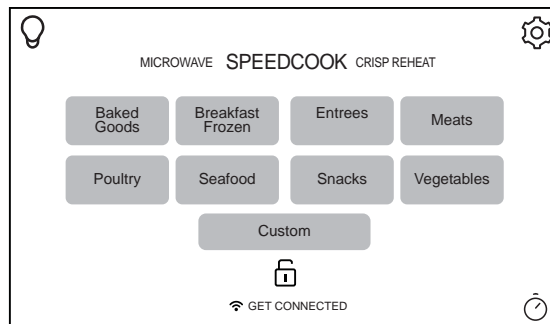 MICROWAVE SPEEDCOOK CRISP REHEAT
Baked
Goods
Breakfast
Frozen
Entrees
Meats
Poultry
Seafood
Snacks
Vegetables
Custom
GET CONNECTED